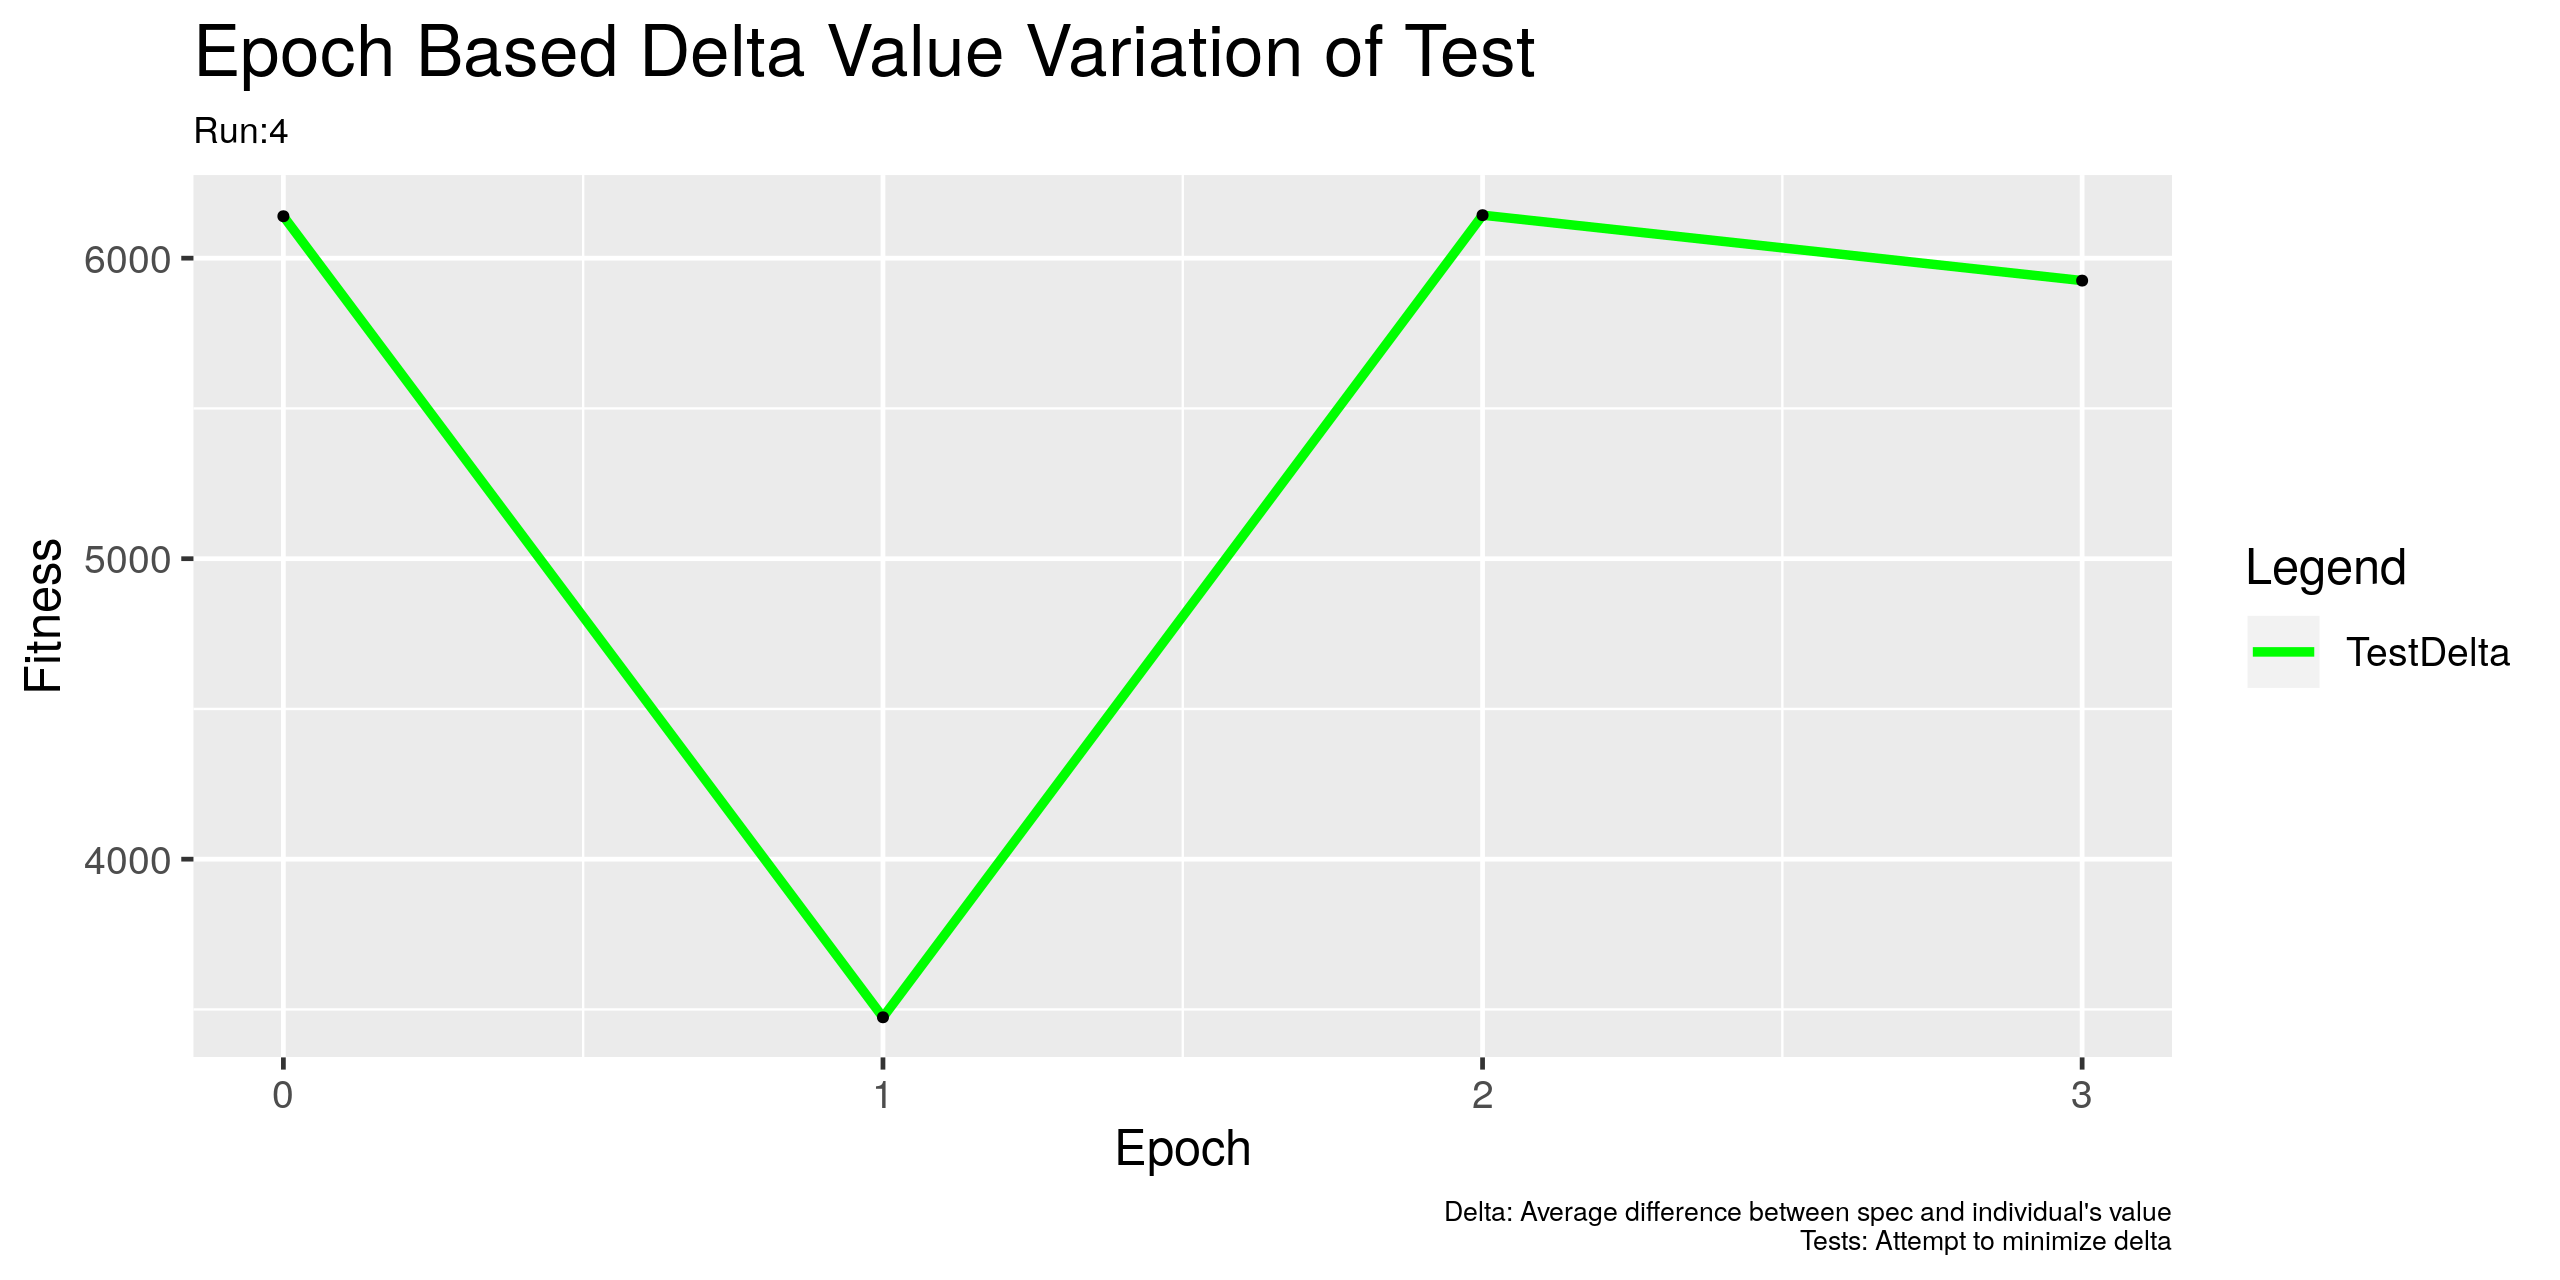 Epoch Based Delta Value Variation of Test
Run:4
Fitness
6000
5000
4000
0
1
2
3
Epoch
Legend
TestDelta
Delta: Average difference between spec and individual's value
Tests: Attempt to minimize delta